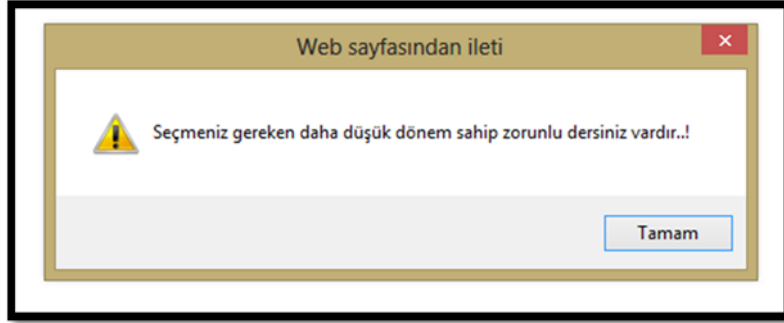 Web sayfasından ileti
Seçmeniz gereken daha düşük dönem sahip zorunlu dersiniz vardır..!
Tamam